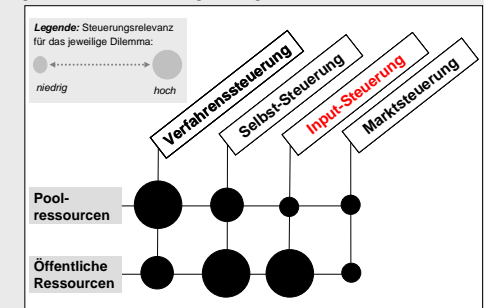 Legende: Steuerungsrelevanz
für das jeweilige Dilemma:
niedrig
hoch
Verfahrenssteuerung
Selbst-Steuerung
Input-Steuerung
Marktsteuerung
Pool-
ressourcen
Öffentliche
Ressourcen